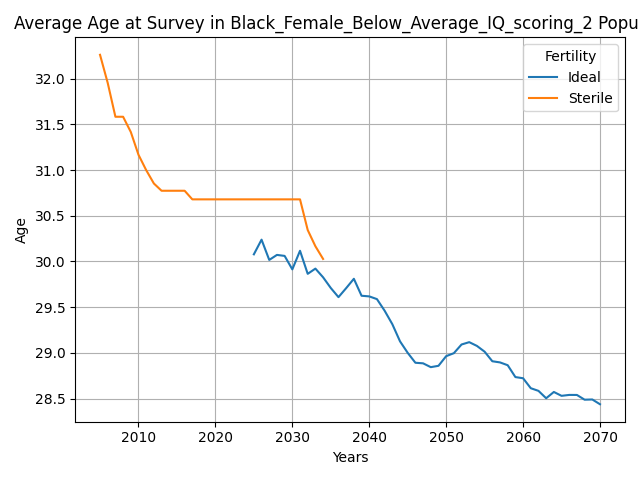 Average Age at Survey in Black_Female_Below_Average_IQ_scoring_2 Popu
Fertility
Ideal
Sterile
32.0
31.5
31.0
30.5
30.0
29.5
29.0
28.5
Age
2010 2020 2030 2040 2050 2060 2070
Years